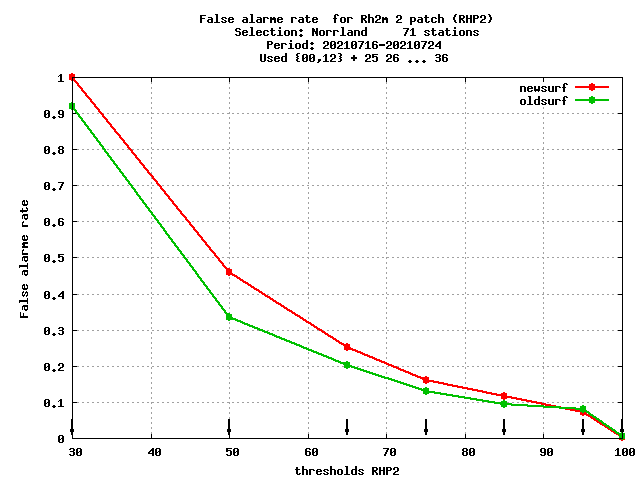 False alarme rate  for Rh2m 2 patch (RHP2)
Selection: Norrland     71 stations
Period: 20210716-20210724
Used {00,12} + 25 26 ... 36
newsurf
oldsurf
1
0.9
0.8
0.7
0.6
0.5
0.4
0.3
0.2
0.1
0
False alarme rate
30 40 50 60 70 80 90 100
thresholds RHP2